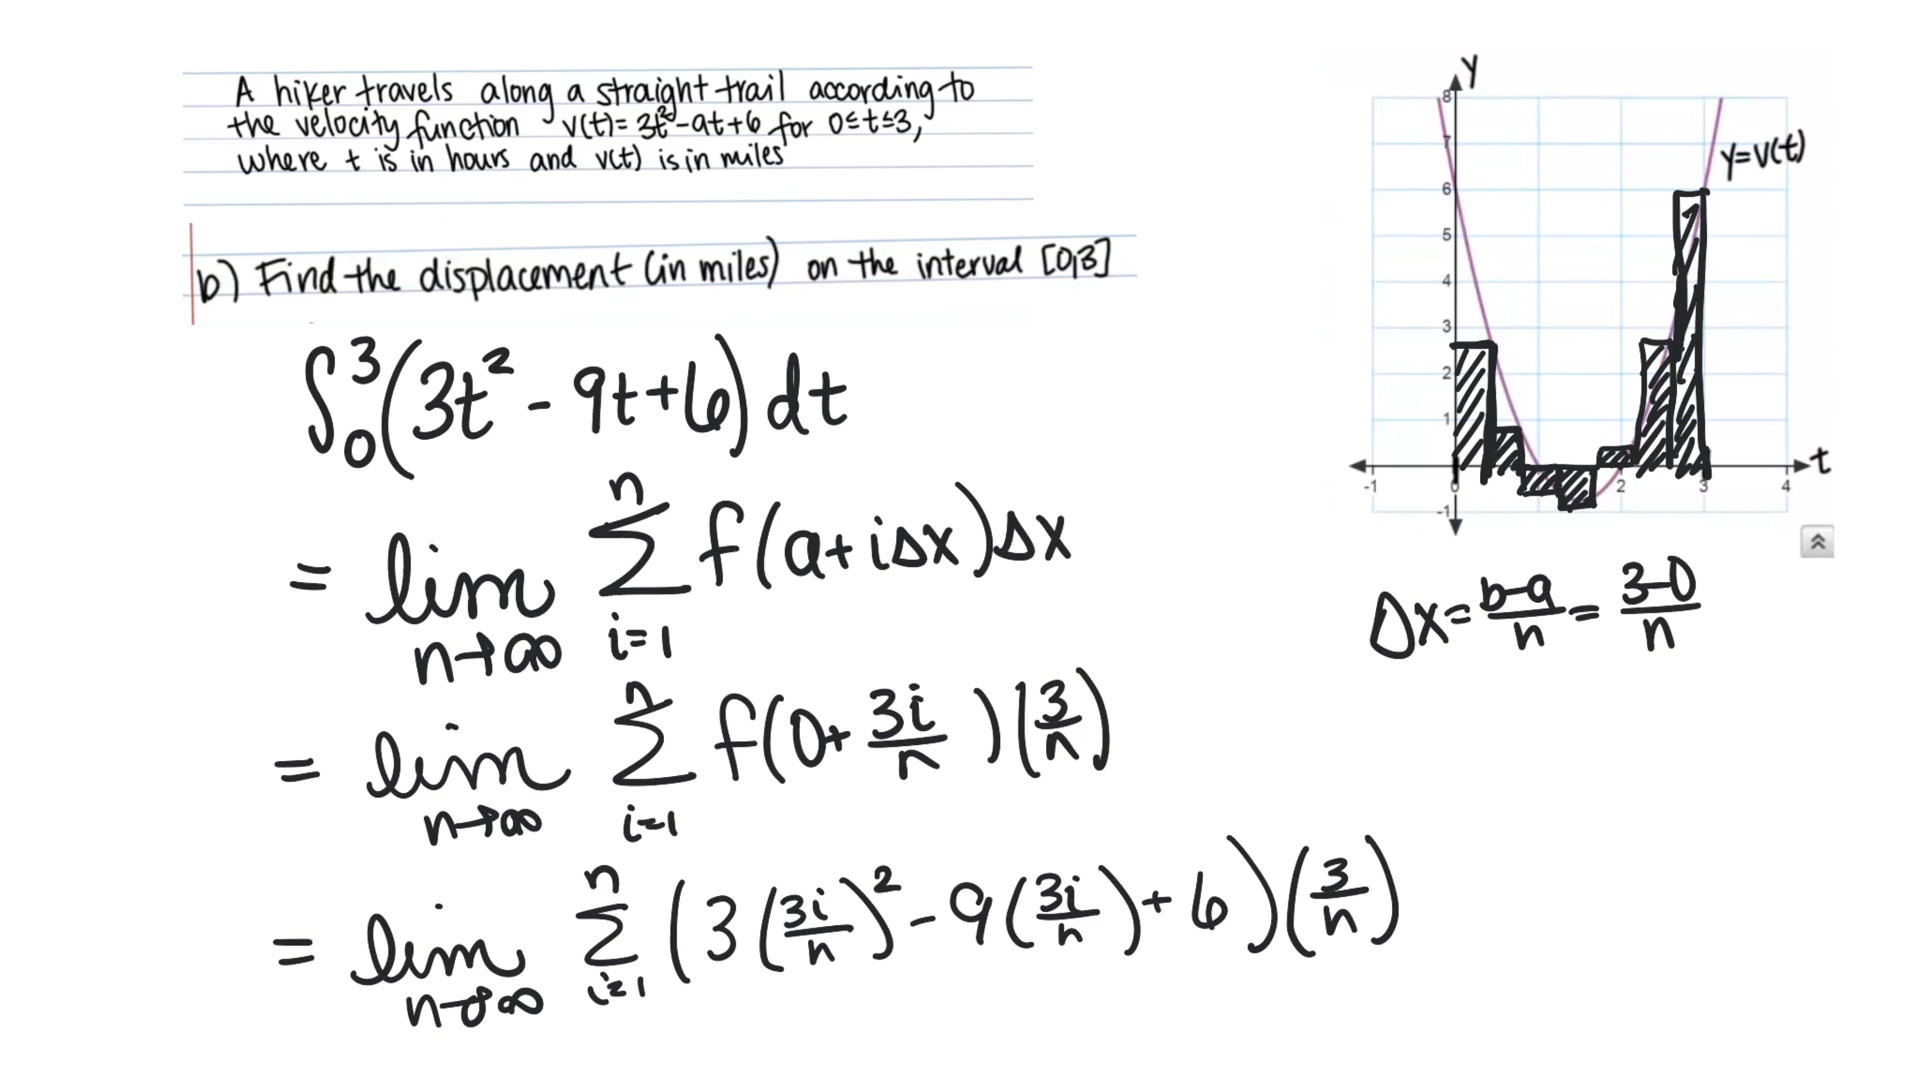 A hiker travels along a straight trail according to
the velocity function v(t)=3t²-9t+6 for 0≤t≤3,
where t is in hours and v(t) is in miles
b) Find the displacement (in miles) on the interval [0,3]
∫₀³(3t²-9t+6)dt
= lim n→∞ n Σ i=1 f(a+iΔx)Δx
= lim n→∞ n Σ i=1 f(0+3i/n)(3/n)
= lim n→∞ n Σ i=1 (3(3i/n)²-9(3i/n)+6)(3/n)
y
8
7
y=v(t)
6
5
4
3
2
1
t
-1 0 2 3 4
-1
Δx=b-a/n=3-0/n